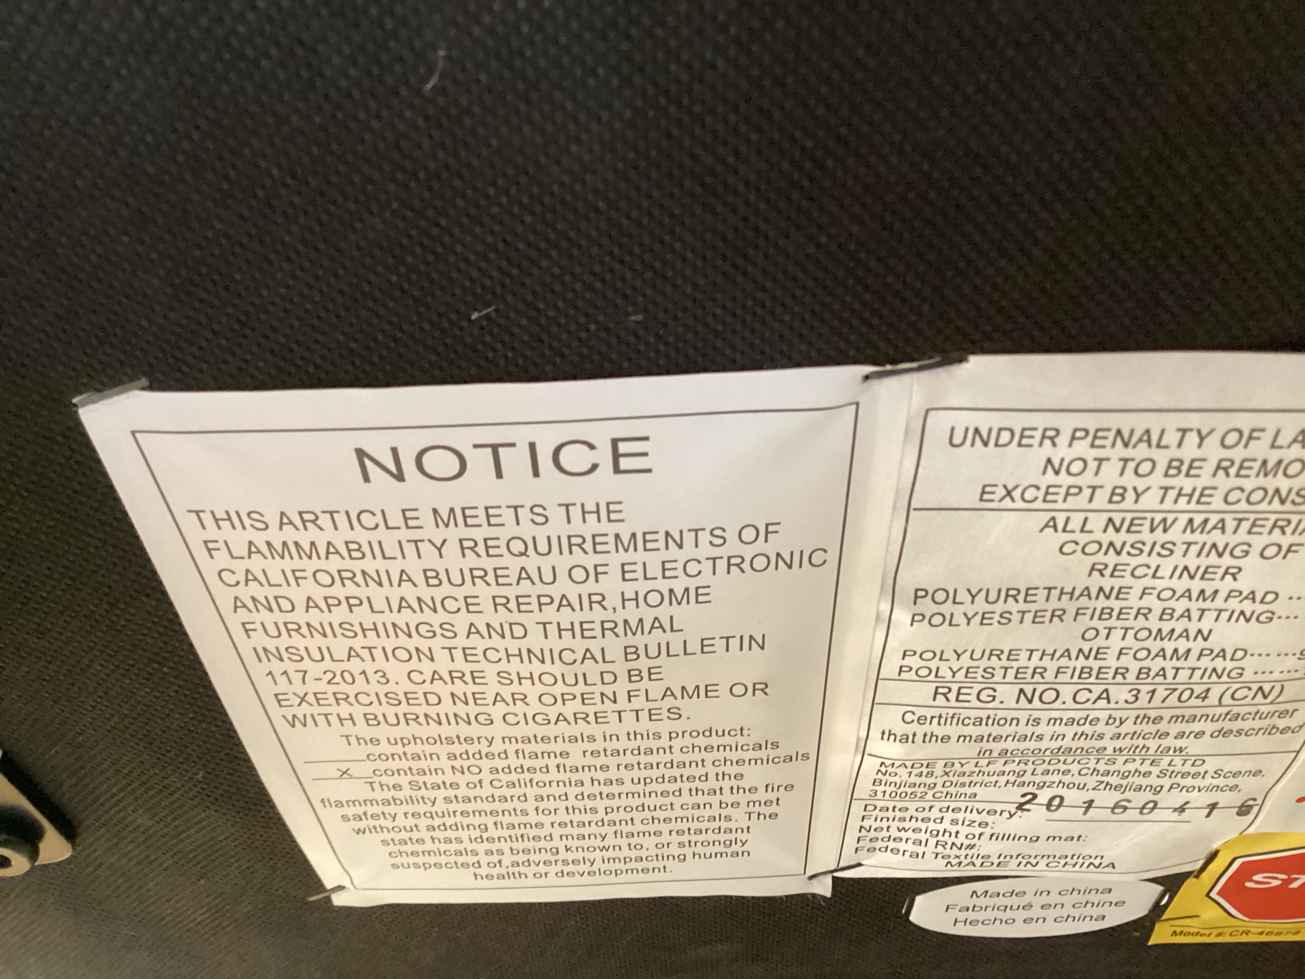 NOTICE
THIS ARTICLE MEETS THE
FLAMMABILITY REQUIREMENTS OF
CALIFORNIA BUREAU OF ELECTRONIC
AND APPLIANCE REPAIR,HOME
FURNISHINGS AND THERMAL
INSULATION TECHNICAL BULLETIN
117-2013. CARE SHOULD BE
EXERCISED NEAR OPEN FLAME OR
WITH BURNING CIGARETTES.
The upholstery materials in this product:
contain added flame retardant chemicals
X contain NO added flame retardant chemicals
The State of California has updated the
flammability standard and determined that the fire
safety requirements for this product can be met
without adding flame retardant chemicals. The
state has identified many flame retardant
chemicals as being known to, or strongly
suspected of,adversely impacting human
health or development.
UNDER PENALTY OF LA
NOT TO BE REMO
EXCEPT BY THE CONS
ALL NEW MATERI
CONSISTING OF
RECLINER
POLYURETHANE FOAM PAD ··
POLYESTER FIBER BATTING···
OTTOMAN
POLYURETHANE FOAM PAD······
POLYESTER FIBER BATTING ······
REG. NO.CA.31704 (CN)
Certification is made by the manufacturer
that the materials in this article are described
in accordance with law.
MADE BY LF PRODUCTS PTE LTD
No.148,Xiazhuang Lane,Changhe Street Scene,
Binjiang District,Hangzhou,Zhejiang Province,
310052 China
Date of delivery: 20160416
Finished size:
Net weight of filling mat:
Federal RN#:
Federal Textile Information
MADE IN CHINA
Made in china
Fabriqué en chine
Hecho en china
ST
Model #: CR-46